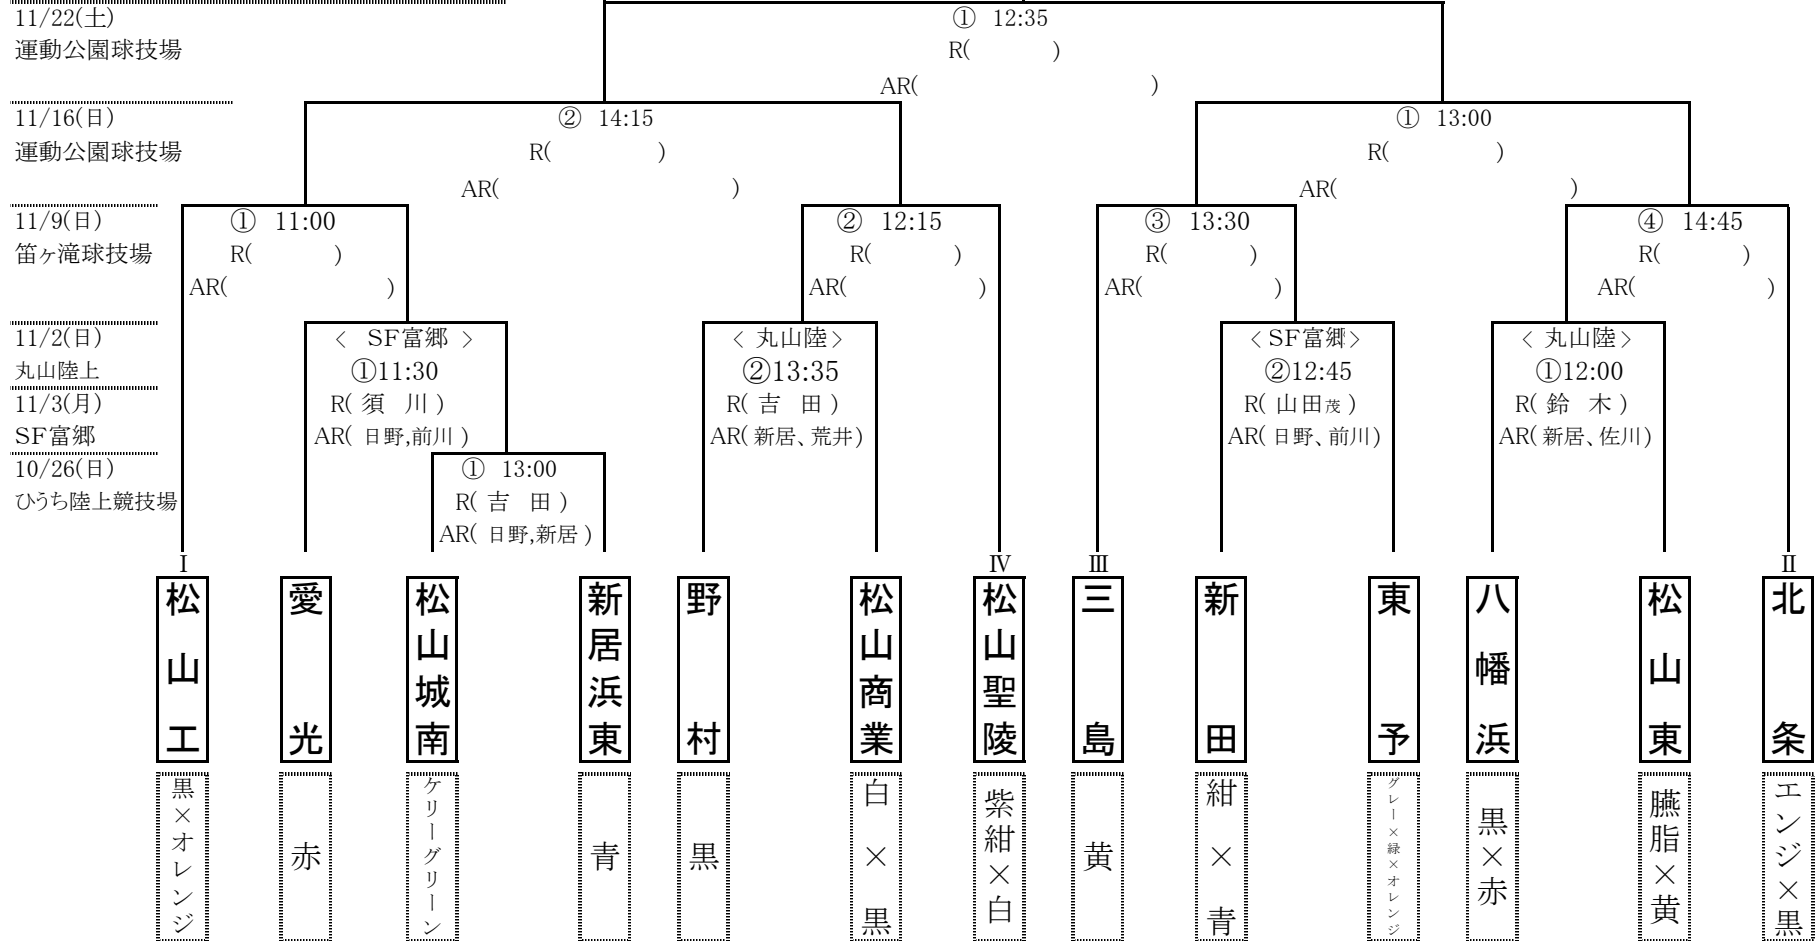 11/22(土)
① 12:35
運動公園球技場
R( )
AR( )
11/16(日)
② 14:15
① 13:00
運動公園球技場
R( )
R( )
AR( )
AR( )
11/9(日)
① 11:00
② 12:15
③ 13:30
④ 14:45
笛ヶ滝球技場
R( )
R( )
R( )
R( )
AR( )
AR( )
AR( )
AR( )
11/2(日)
< SF富郷 >
< 丸山陸 >
< SF富郷>
< 丸山陸 >
丸山陸上
①11:30
②13:35
②12:45
①12:00
11/3(月)
R( 須 川 )
R( 吉 田 )
R( 山田茂 )
R( 鈴 木 )
SF富郷
AR( 日野,前川 )
AR( 新居、荒井)
AR( 日野、前川)
AR( 新居、佐川)
10/26(日)
① 13:00
ひうち陸上競技場
R( 吉 田 )
AR( 日野,新居 )
Ⅰ
Ⅳ
Ⅲ
Ⅱ
松山工
愛光
松山城南
新居浜東
野村
松山商業
松山聖陵
三島
新田
東予
八幡浜
松山東
北条
黒×オレンジ
赤
ケリーグリーン
青
黒
白×黒
紫紺×白
黄
紺×青
グレー×緑×オレンジ
黒×赤
臙脂×黄
エンジ×黒